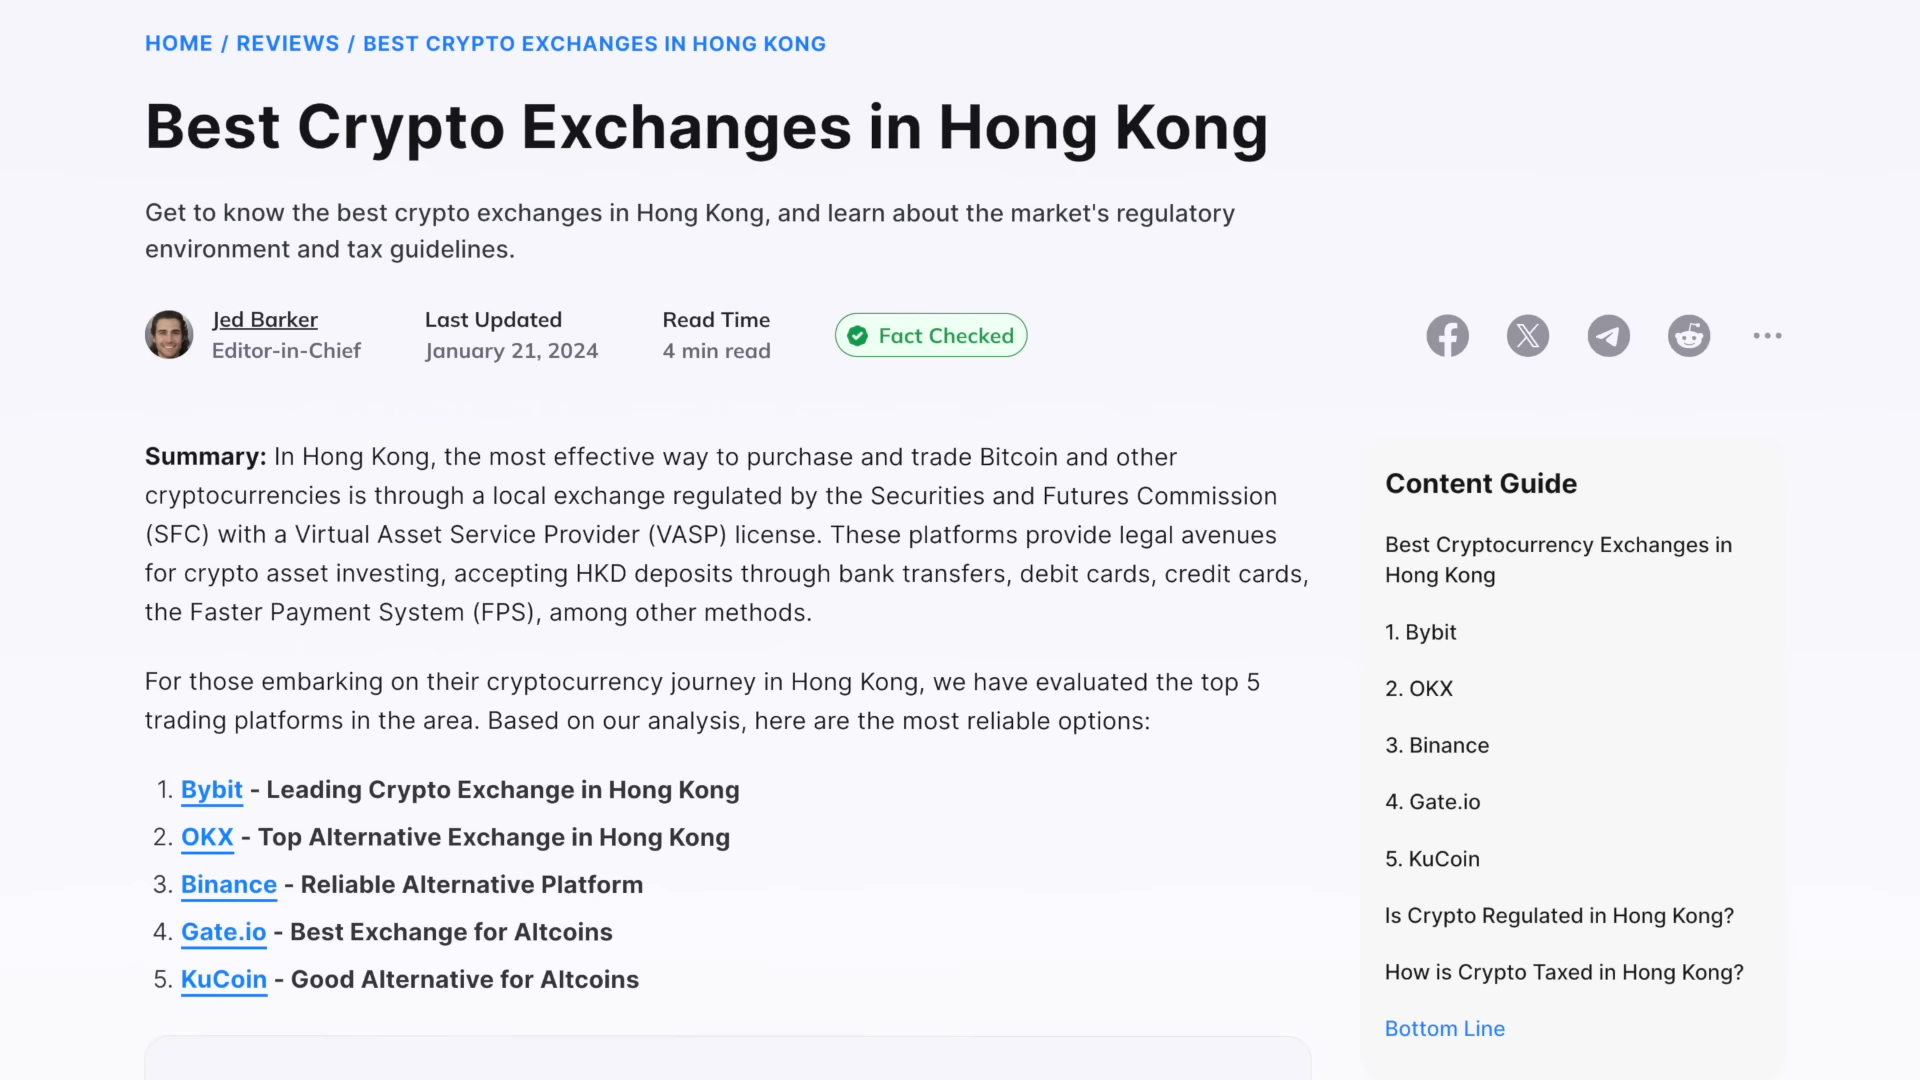 HOME / REVIEWS / BEST CRYPTO EXCHANGES IN HONG KONG
Best Crypto Exchanges in Hong Kong
Get to know the best crypto exchanges in Hong Kong, and learn about the market's regulatory
environment and tax guidelines.
Jed Barker
Editor-in-Chief
Last Updated
January 21, 2024
Read Time
4 min read
Fact Checked
Summary: In Hong Kong, the most effective way to purchase and trade Bitcoin and other
cryptocurrencies is through a local exchange regulated by the Securities and Futures Commission
(SFC) with a Virtual Asset Service Provider (VASP) license. These platforms provide legal avenues
for crypto asset investing, accepting HKD deposits through bank transfers, debit cards, credit cards,
the Faster Payment System (FPS), among other methods.
For those embarking on their cryptocurrency journey in Hong Kong, we have evaluated the top 5
trading platforms in the area. Based on our analysis, here are the most reliable options:
1. Bybit - Leading Crypto Exchange in Hong Kong
2. OKX - Top Alternative Exchange in Hong Kong
3. Binance - Reliable Alternative Platform
4. Gate.io - Best Exchange for Altcoins
5. KuCoin - Good Alternative for Altcoins
Content Guide
Best Cryptocurrency Exchanges in
Hong Kong
1. Bybit
2. OKX
3. Binance
4. Gate.io
5. KuCoin
Is Crypto Regulated in Hong Kong?
How is Crypto Taxed in Hong Kong?
Bottom Line